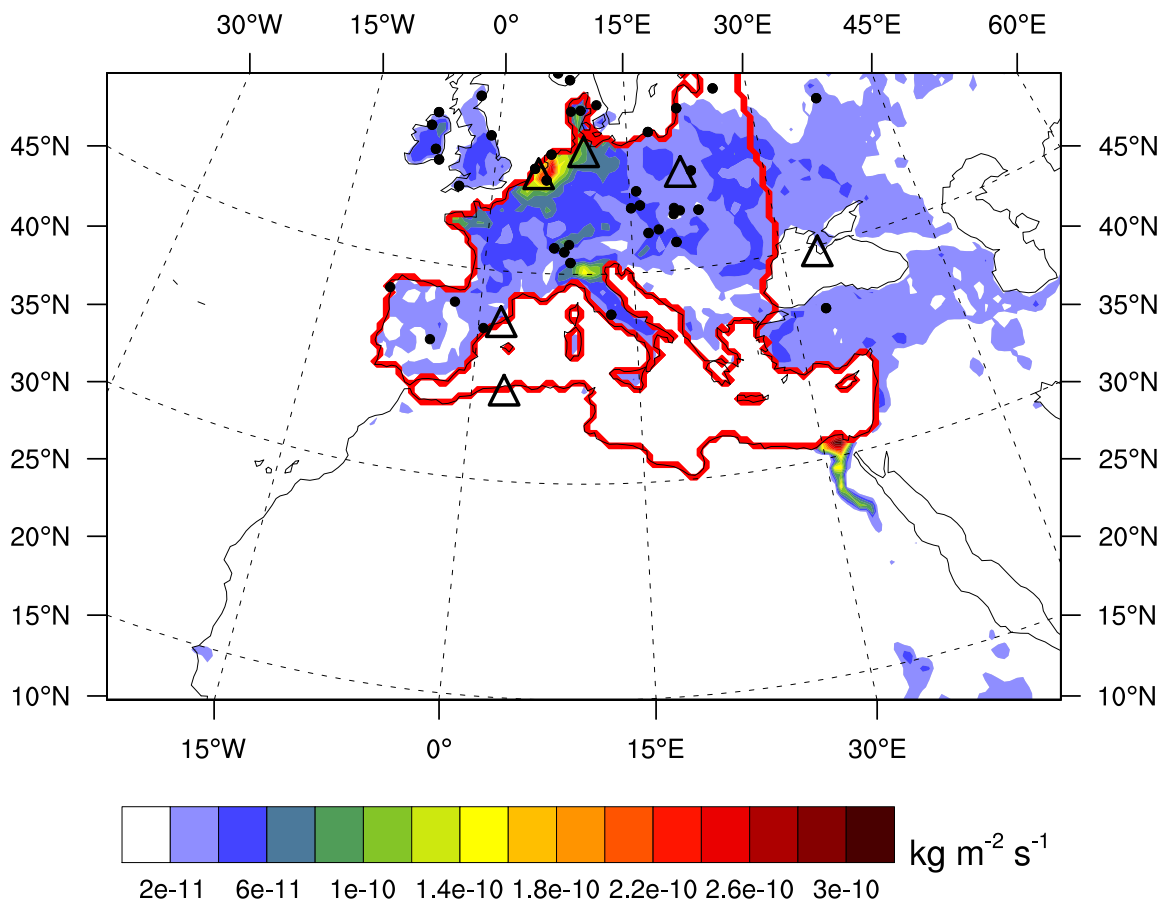 30°W 15°W 0° 15°E 30°E 45°E 60°E
45°N 45°N
40°N 40°N
35°N 35°N
30°N 30°N
25°N 25°N
20°N 20°N
15°N 15°N
10°N 10°N
15°W 0° 15°E 30°E
kg m⁻² s⁻¹
2e-11 6e-11 1e-10 1.4e-10 1.8e-10 2.2e-10 2.6e-10 3e-10